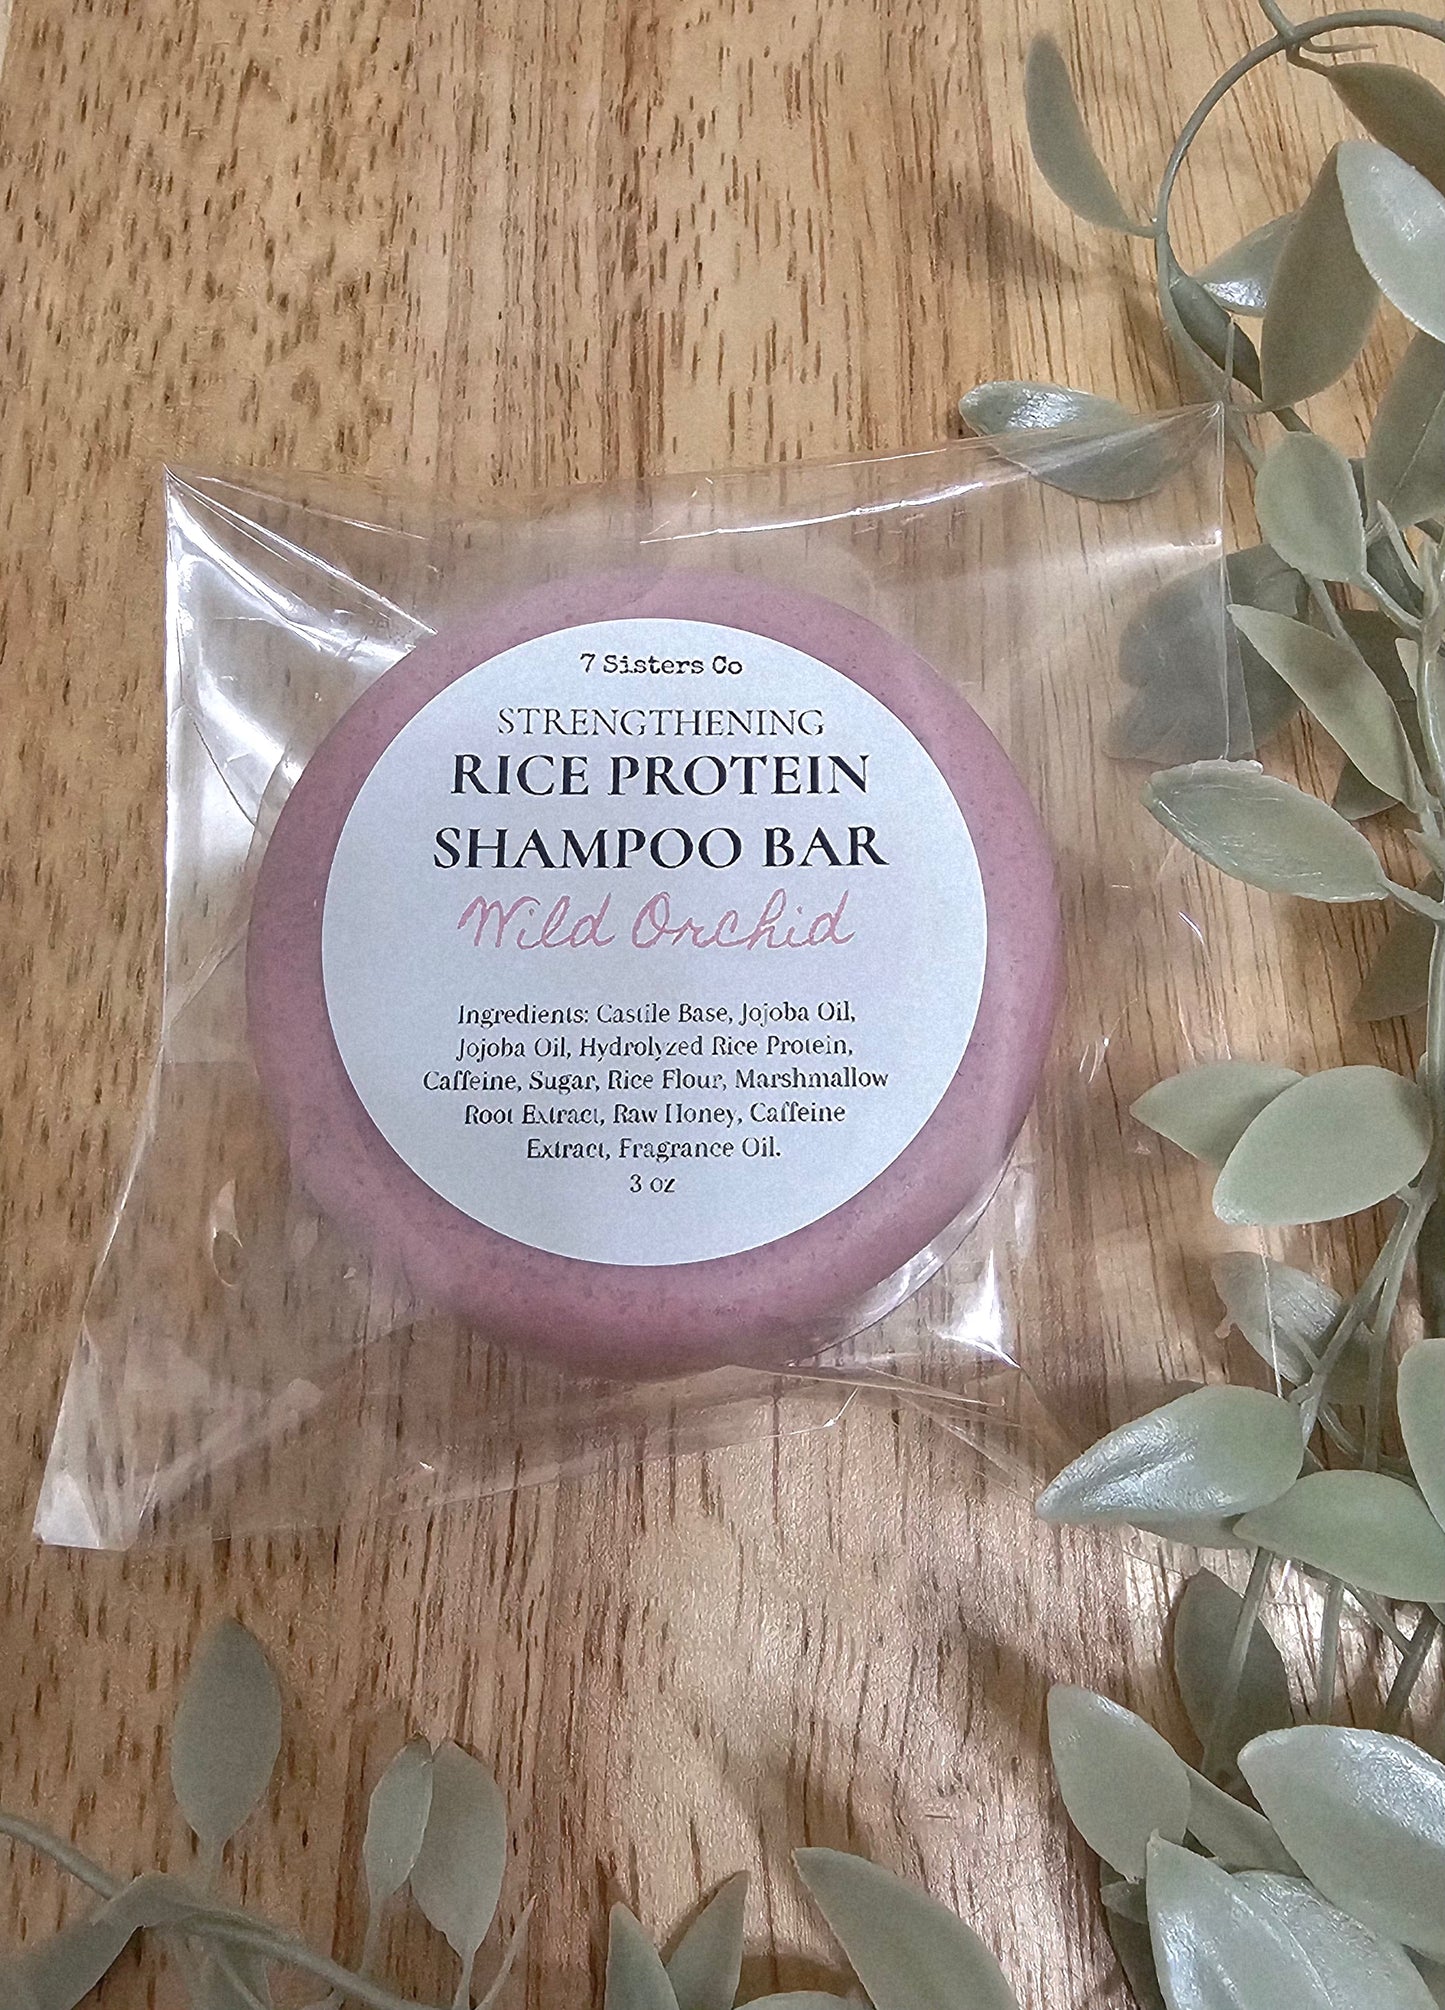 7 Sisters Co
STRENGTHENING
RICE PROTEIN
SHAMPOO BAR
Wild Orchid
Ingredients: Castile Base, Jojoba Oil,
Jojoba Oil, Hydrolyzed Rice Protein,
Caffeine, Sugar, Rice Flour, Marshmallow
Root Extract, Raw Honey, Caffeine
Extract, Fragrance Oil.
3 oz